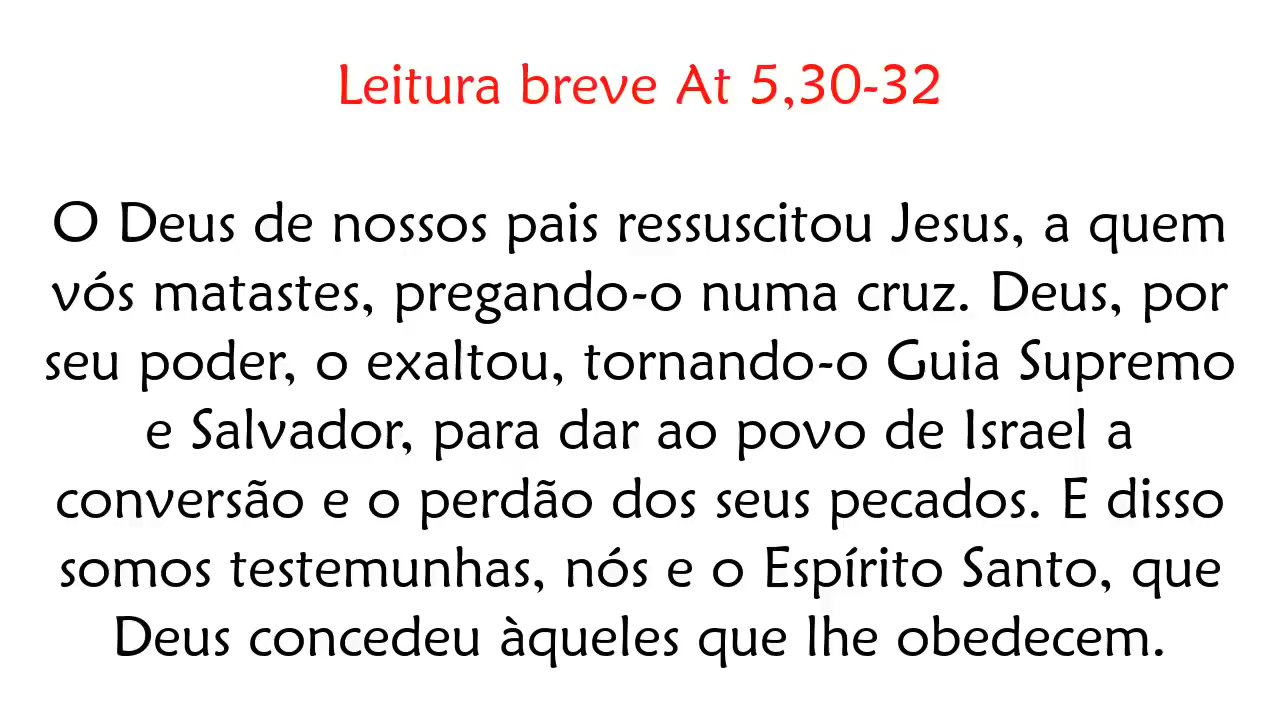 Leitura breve At 5,30-32
O Deus de nossos pais ressuscitou Jesus, a quem
vós matastes, pregando-o numa cruz. Deus, por
seu poder, o exaltou, tornando-o Guia Supremo
e Salvador, para dar ao povo de Israel a
conversão e o perdão dos seus pecados. E disso
somos testemunhas, nós e o Espírito Santo, que
Deus concedeu àqueles que lhe obedecem.